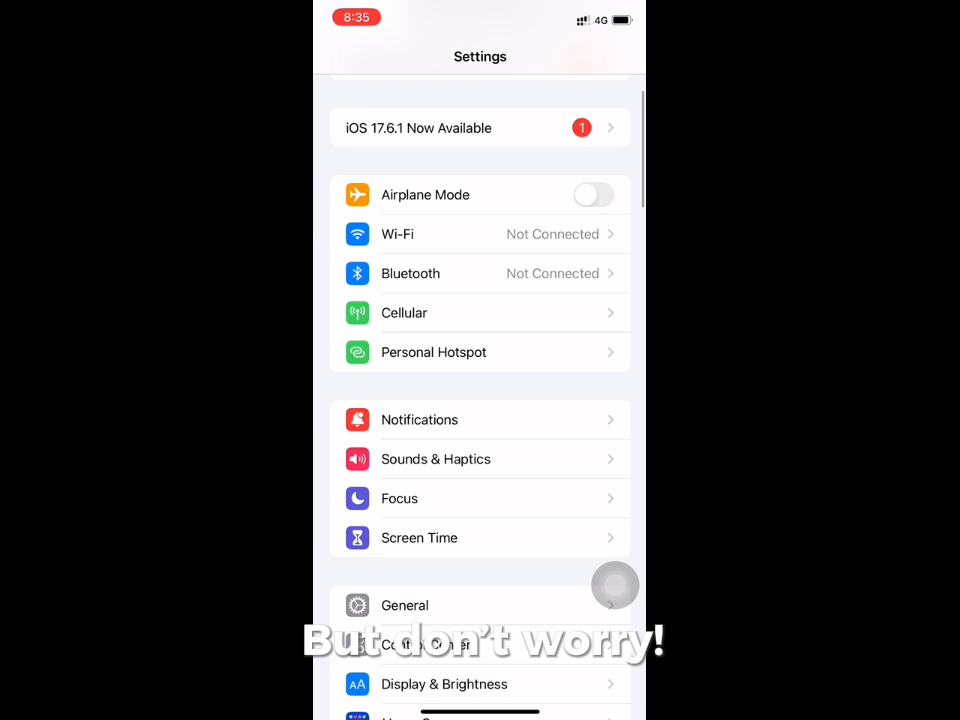 8:35
4G
Settings
iOS 17.6.1 Now Available 1
Airplane Mode
Wi-Fi Not Connected
Bluetooth Not Connected
Cellular
Personal Hotspot
Notifications
Sounds & Haptics
Focus
Screen Time
General
But don't worry!
Control Center
AA Display & Brightness